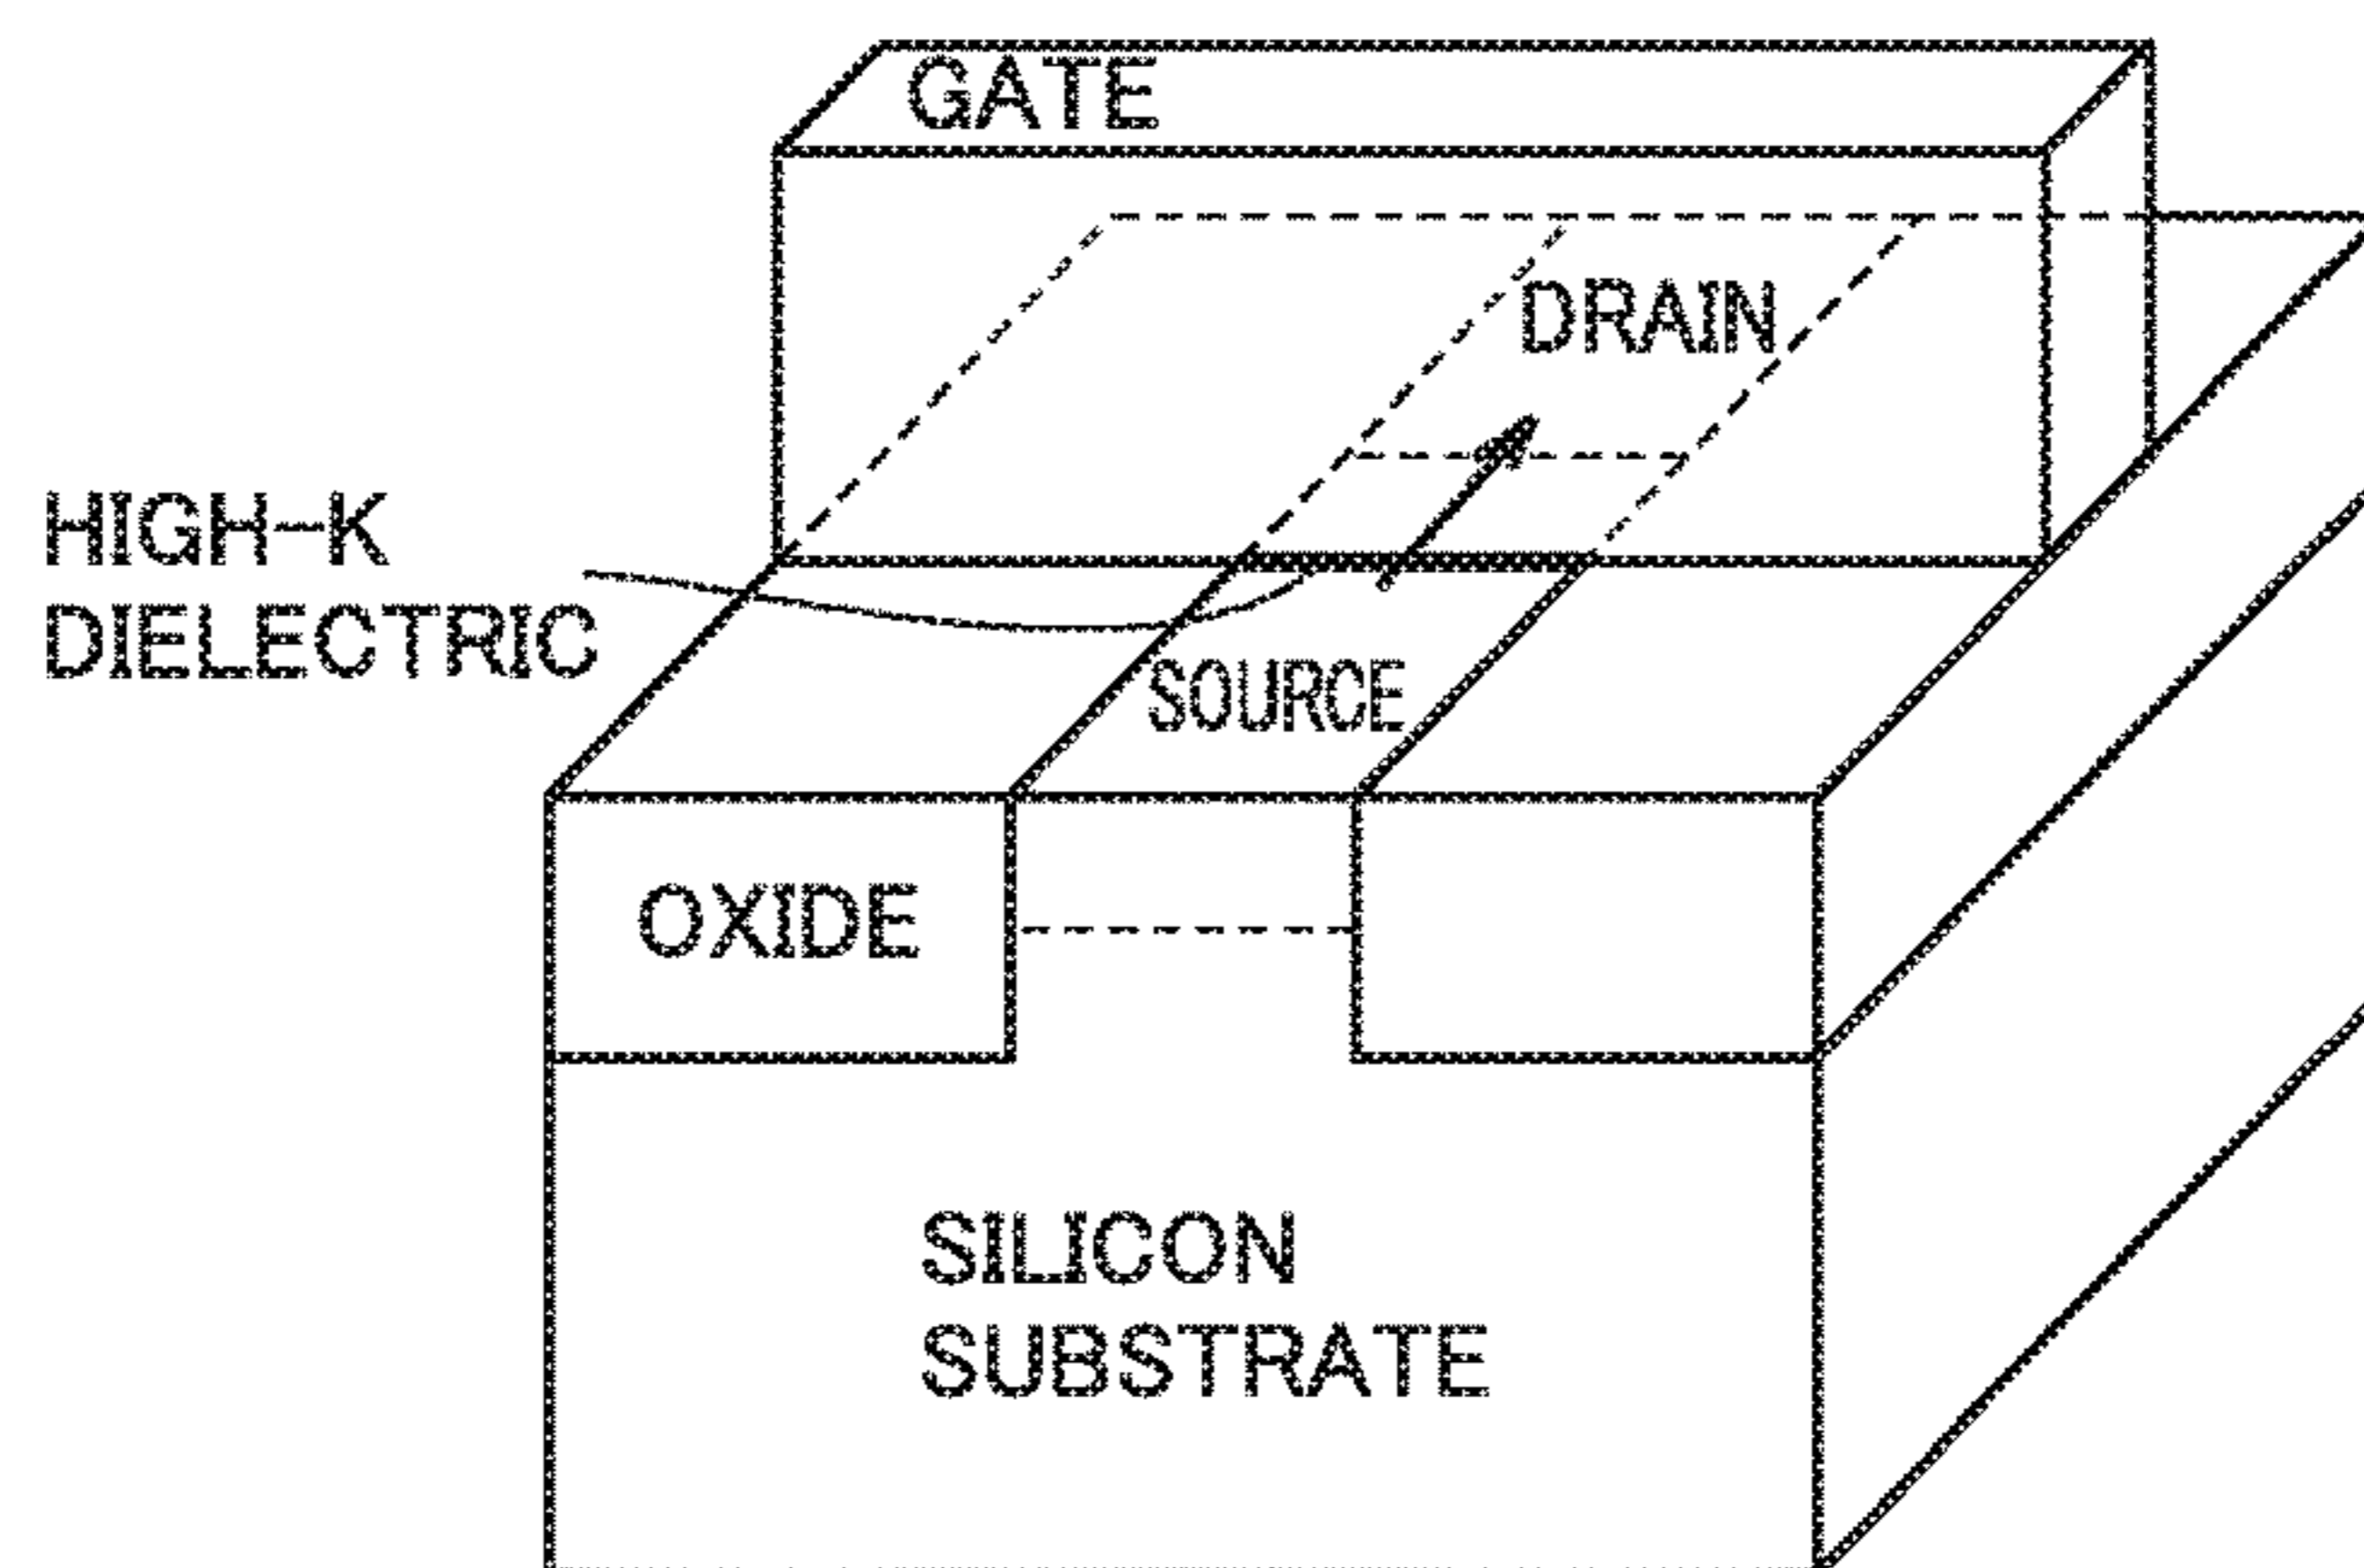 GATE
DRAIN
HIGH-K
DIELECTRIC
SOURCE
OXIDE
SILICON
SUBSTRATE